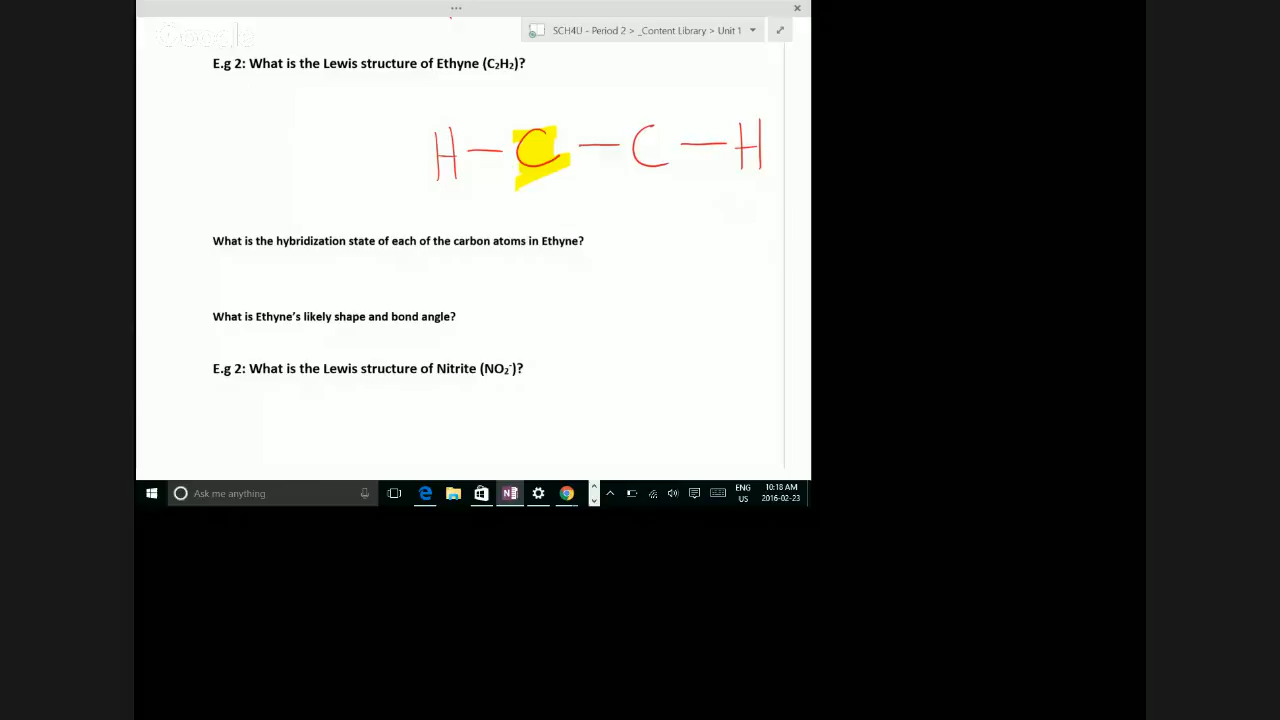 Google
SCH4U - Period 2 > _Content Library > Unit 1
E.g 2: What is the Lewis structure of Ethyne (C₂H₂)?
H — C — C — H
What is the hybridization state of each of the carbon atoms in Ethyne?
What is Ethyne's likely shape and bond angle?
E.g 2: What is the Lewis structure of Nitrite (NO₂⁻)?
Ask me anything
ENG
US
10:18 AM
2016-02-23